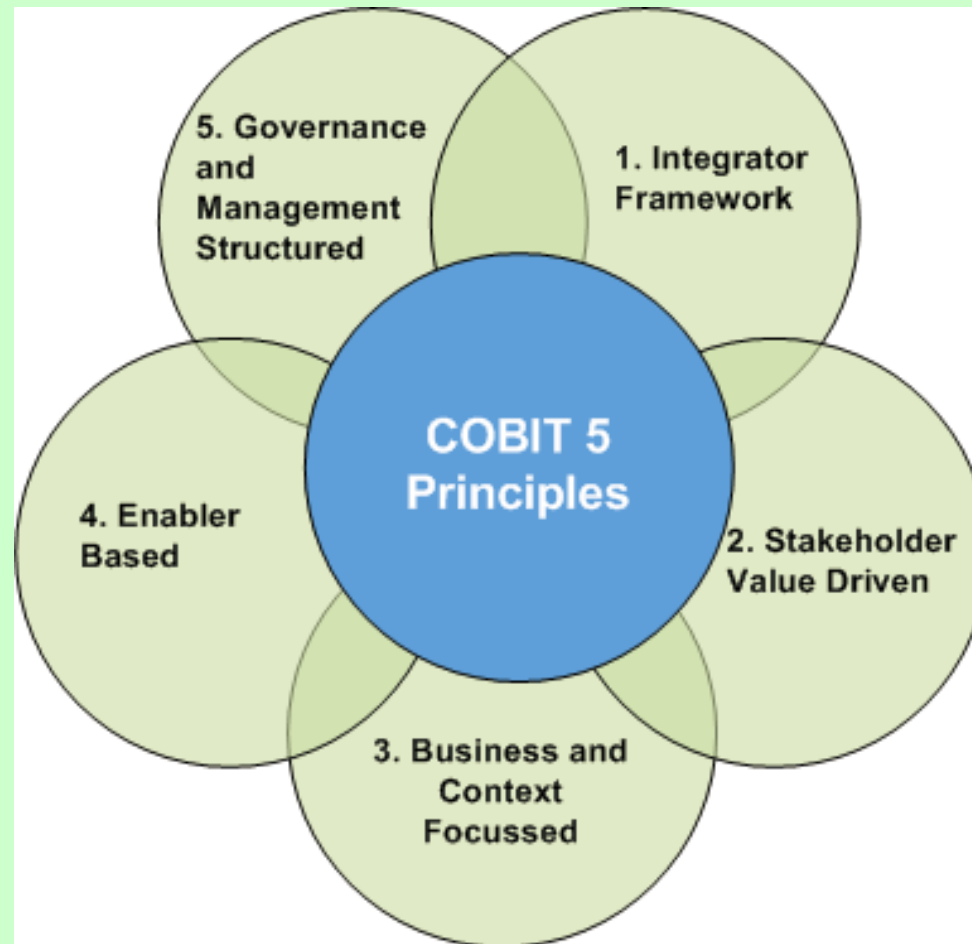 COBIT 5
Principles
1. Integrator
Framework
2. Stakeholder
Value Driven
3. Business and
Context
Focussed
4. Enabler
Based
5. Governance
and
Management
Structured